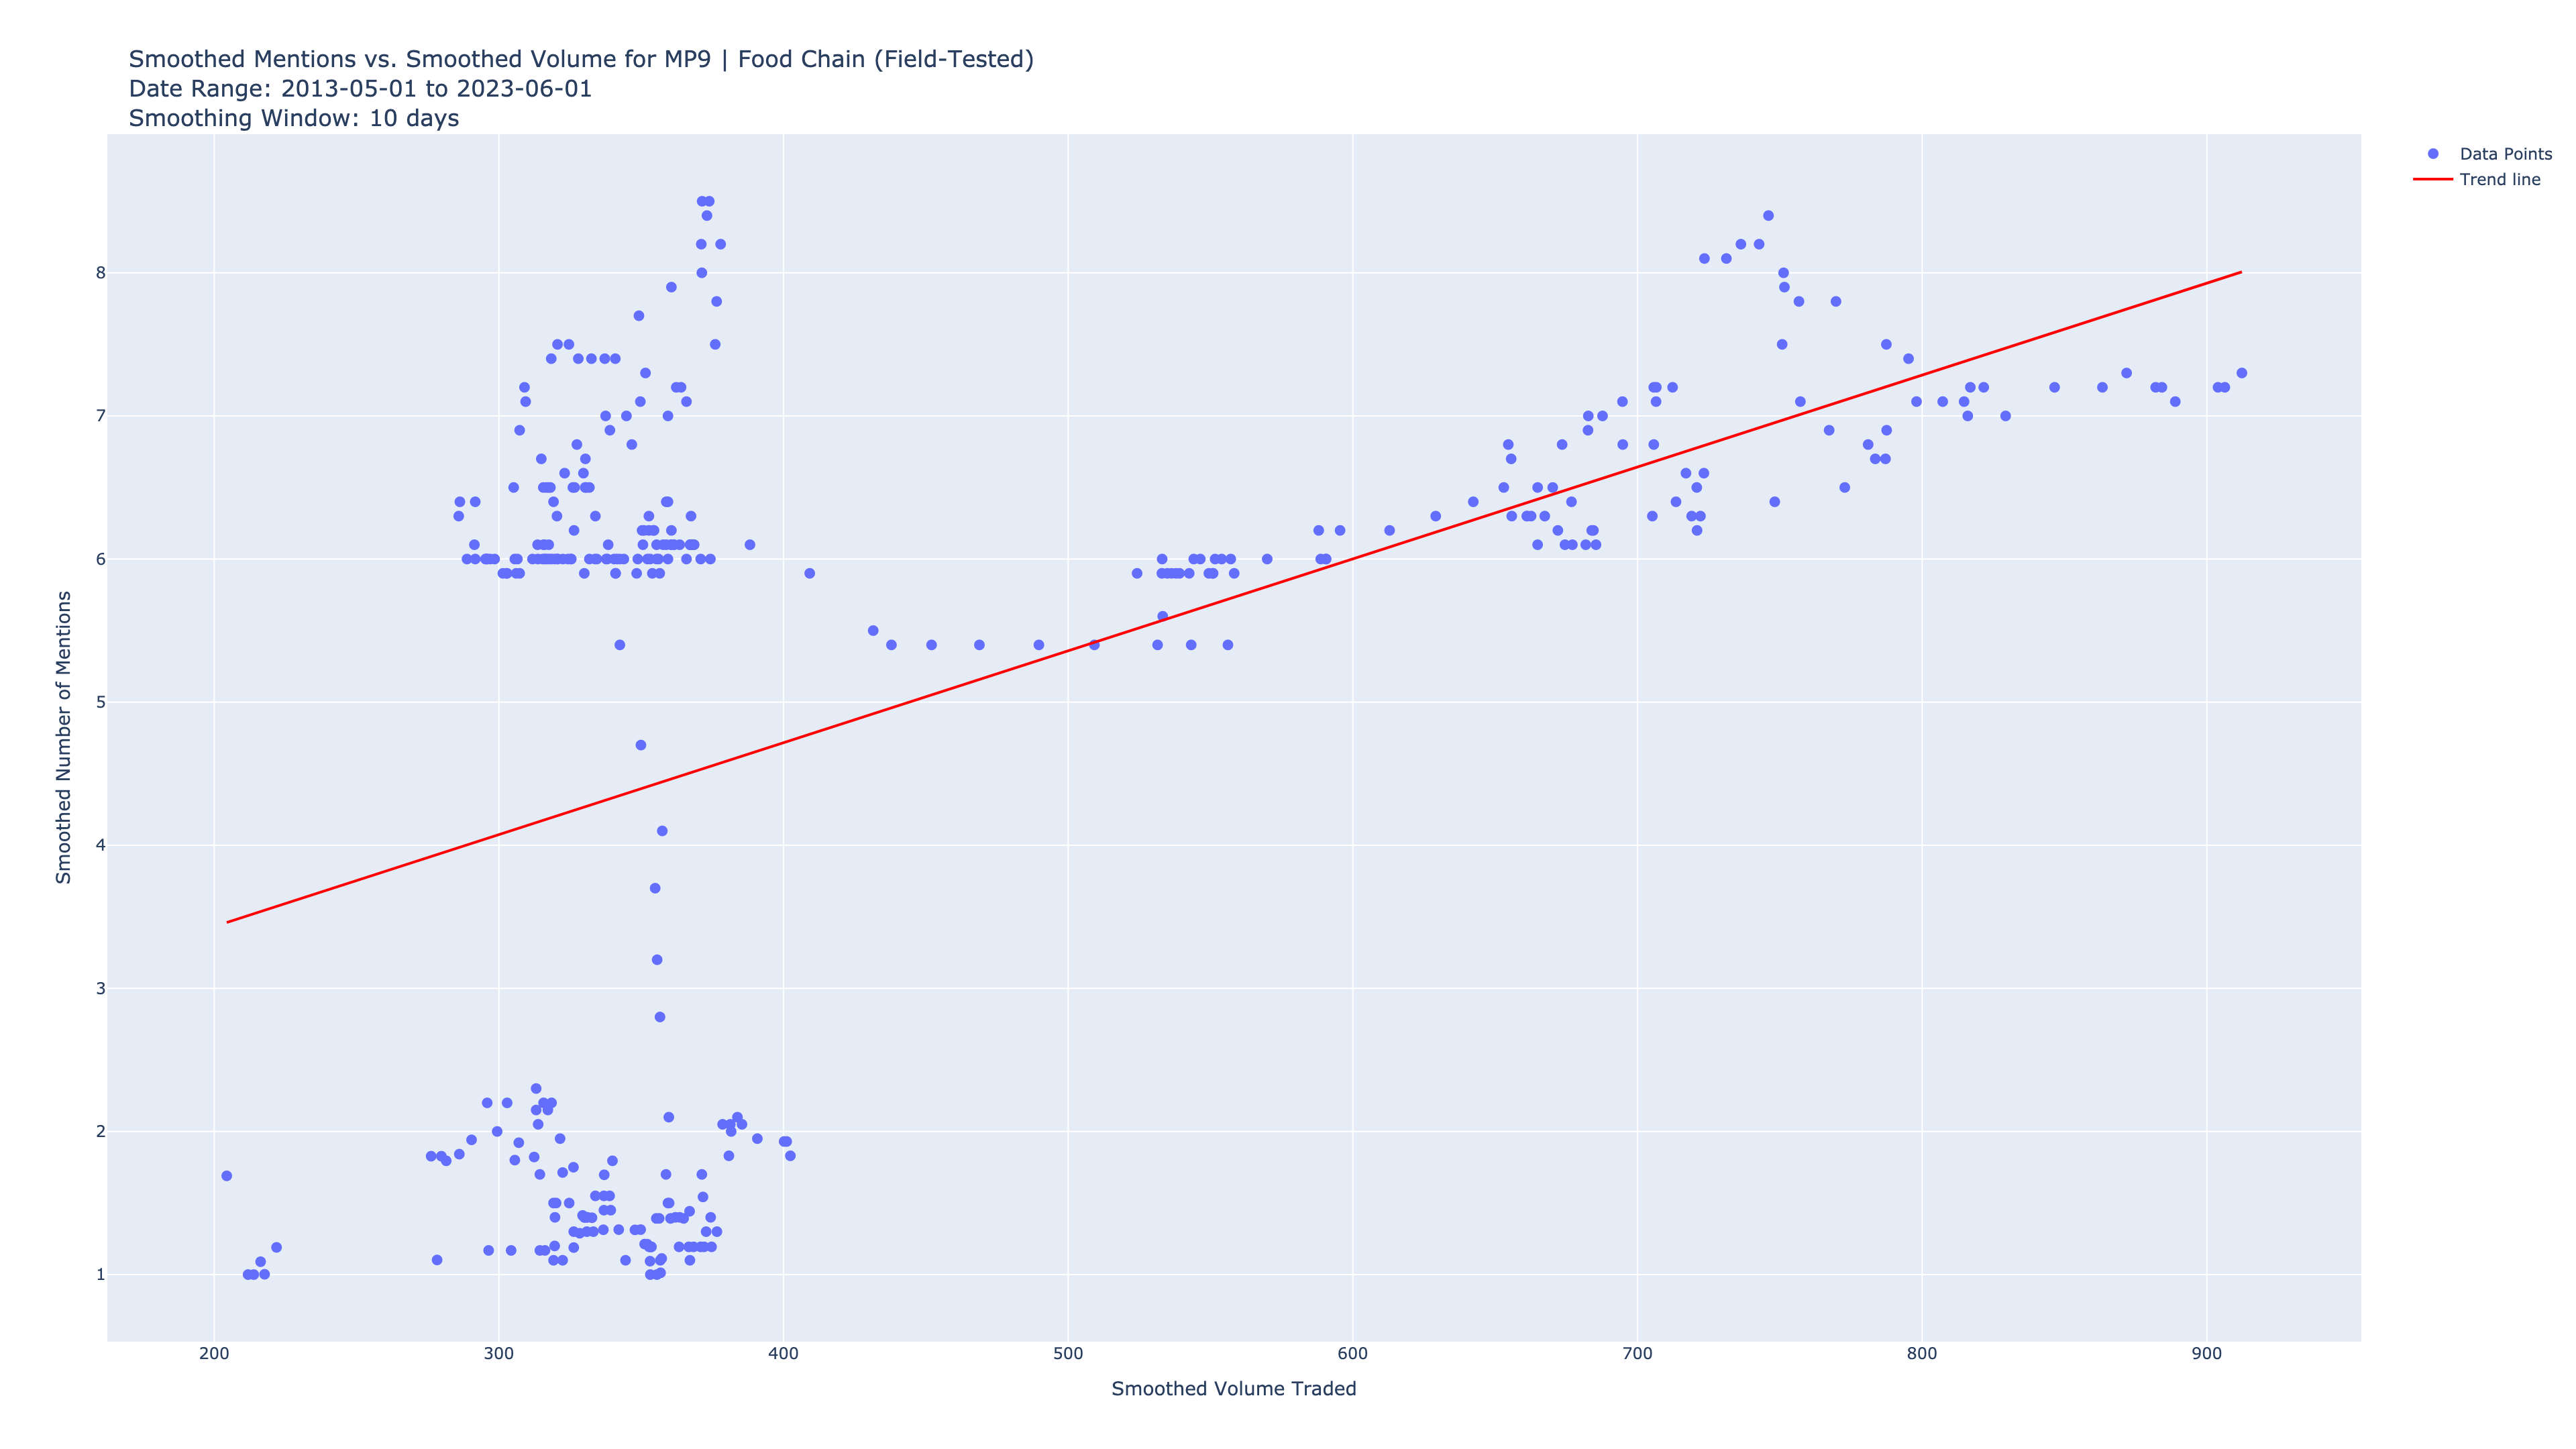 Smoothed Mentions vs. Smoothed Volume for MP9 | Food Chain (Field-Tested)
Date Range: 2013-05-01 to 2023-06-01
Smoothing Window: 10 days
Data Points
Trend line
8
7
6
5
4
3
2
1
Smoothed Number of Mentions
200 300 400 500 600 700 800 900
Smoothed Volume Traded